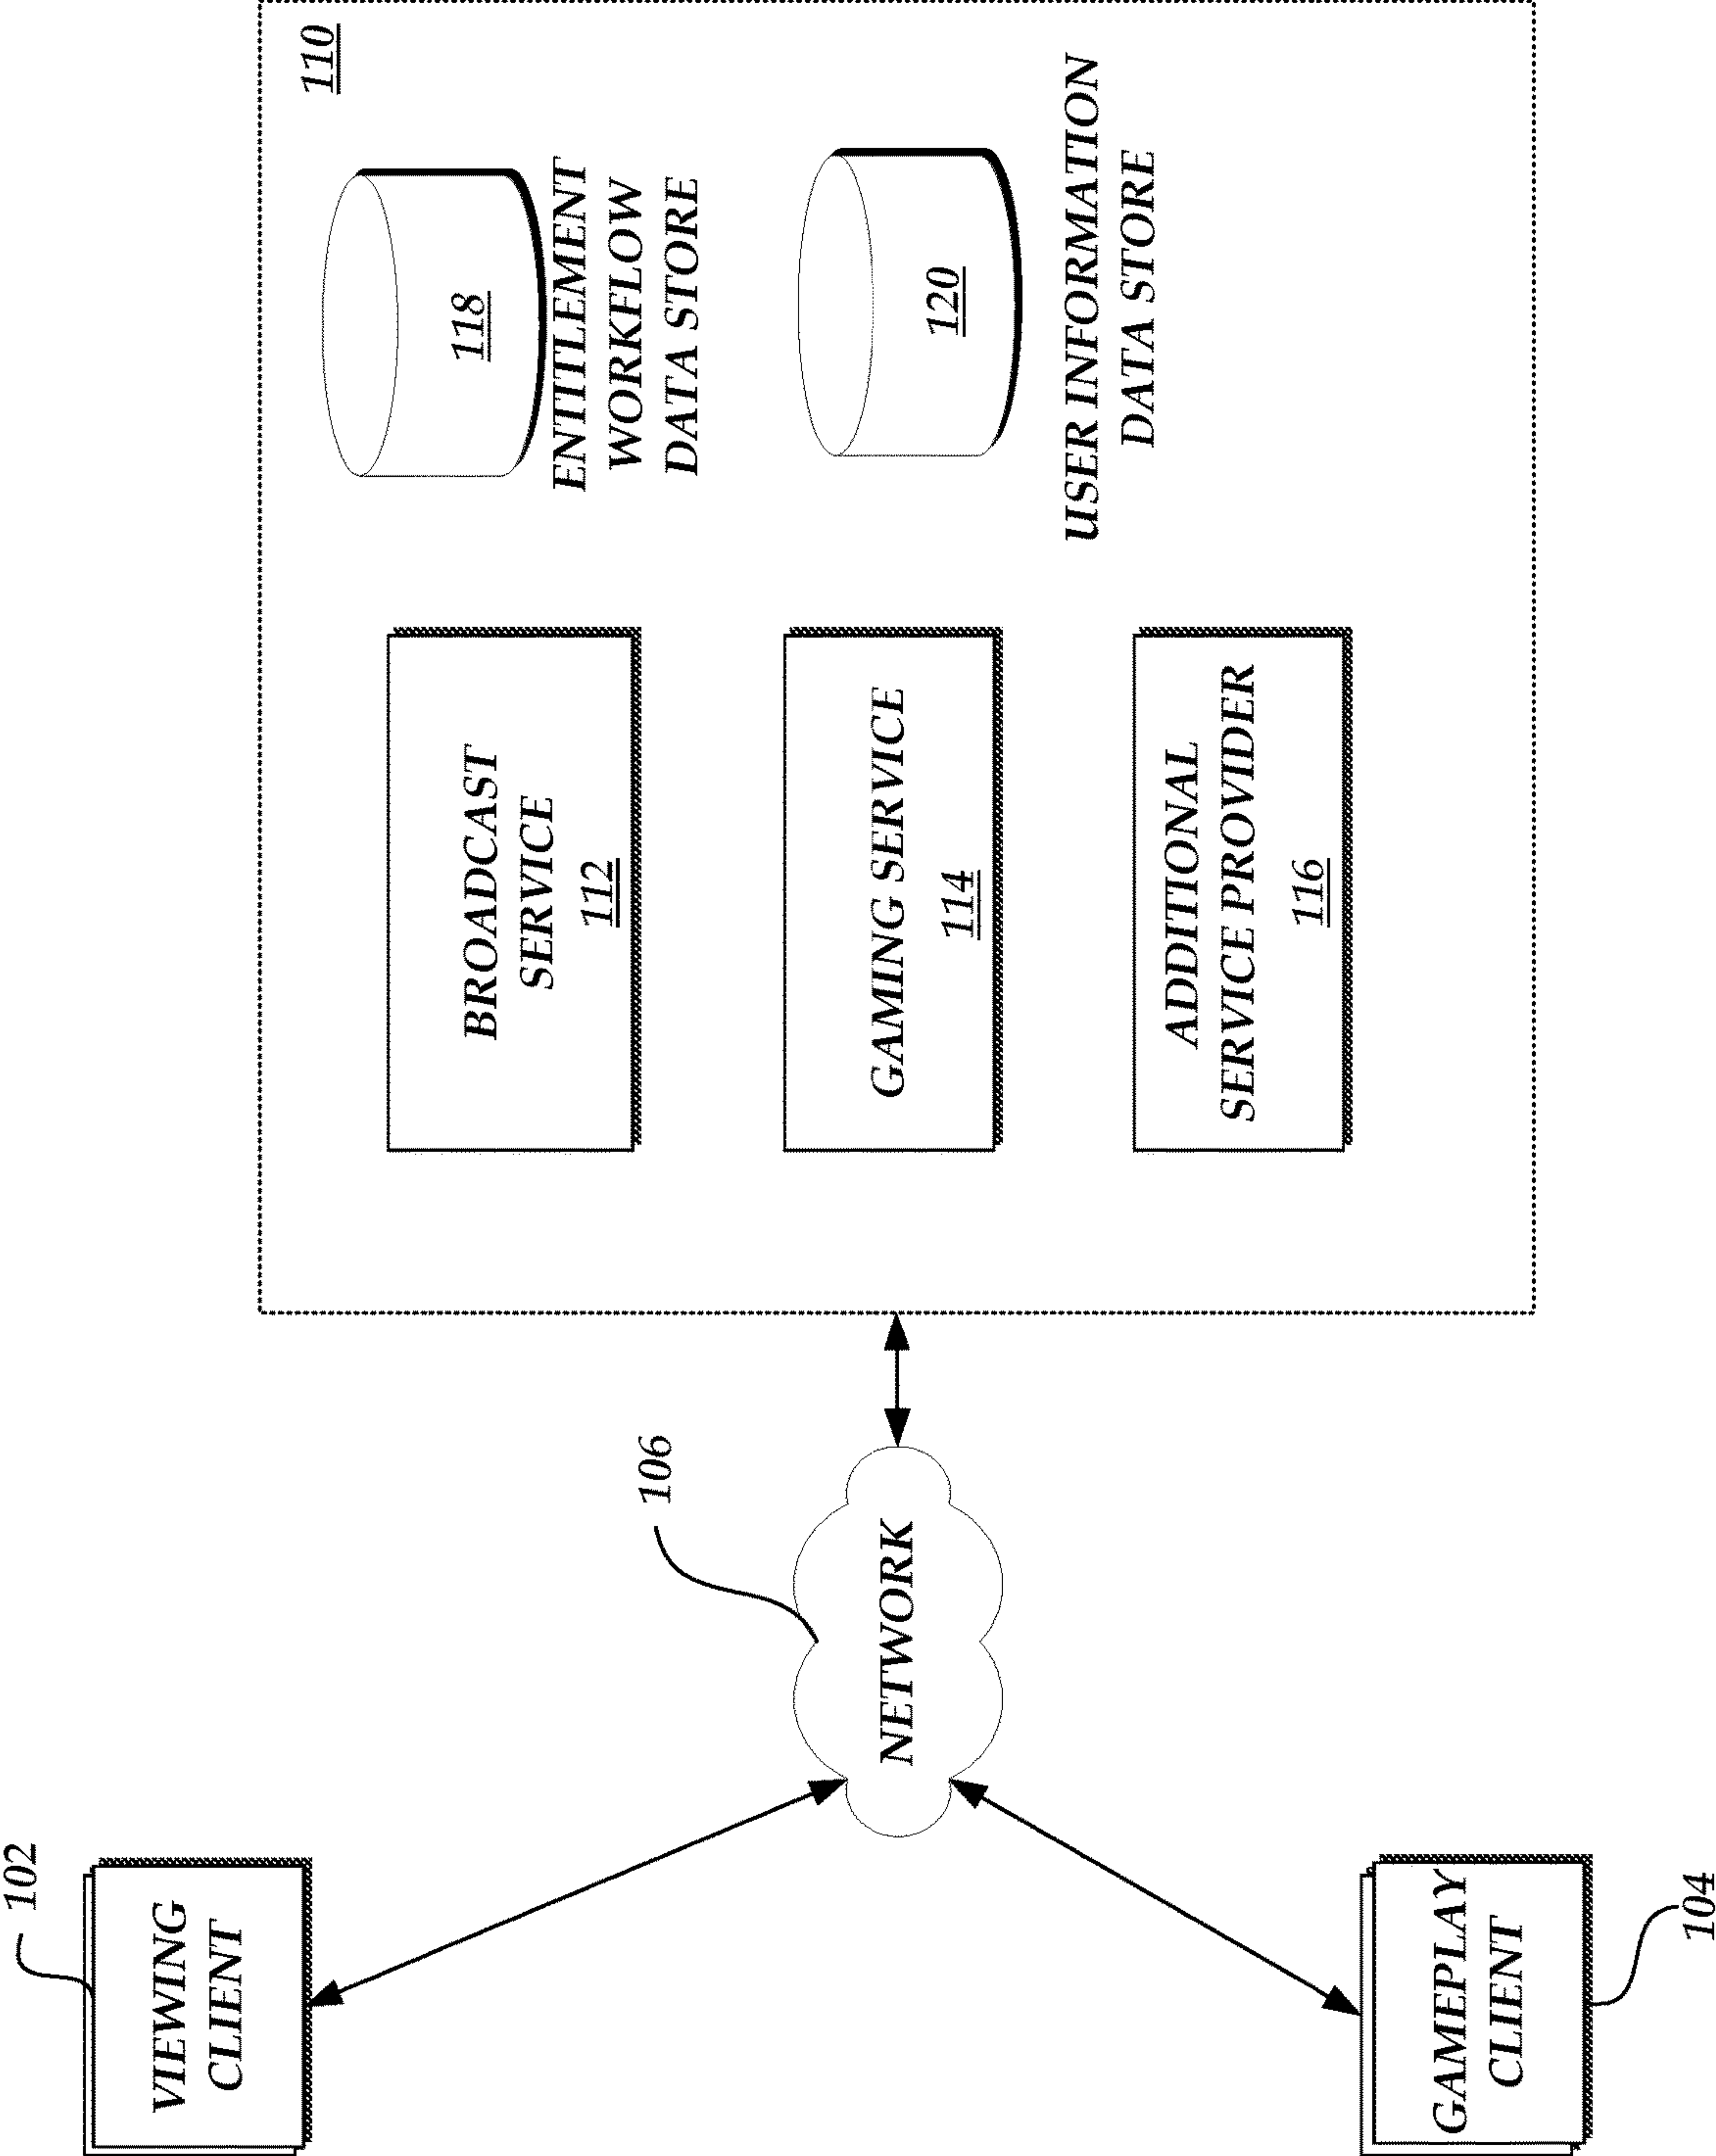 102
VIEWING
CLIENT
GAMEPLAY
CLIENT
104
106
NETWORK
110
BROADCAST
SERVICE
112
GAMING SERVICE
114
ADDITIONAL
SERVICE PROVIDER
116
118
ENTITLEMENT
WORKFLOW
DATA STORE
120
USER INFORMATION
DATA STORE